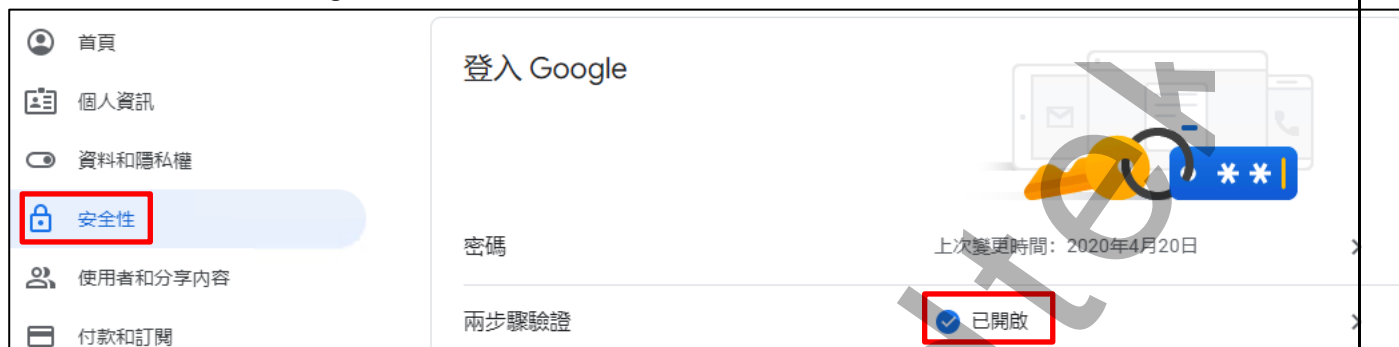 首頁
個人資訊
資料和隱私權
安全性
使用者和分享內容
付款和訂閱
登入 Google
**
密碼
上次變更時間：2020年4月20日
兩步驟驗證
已開啟